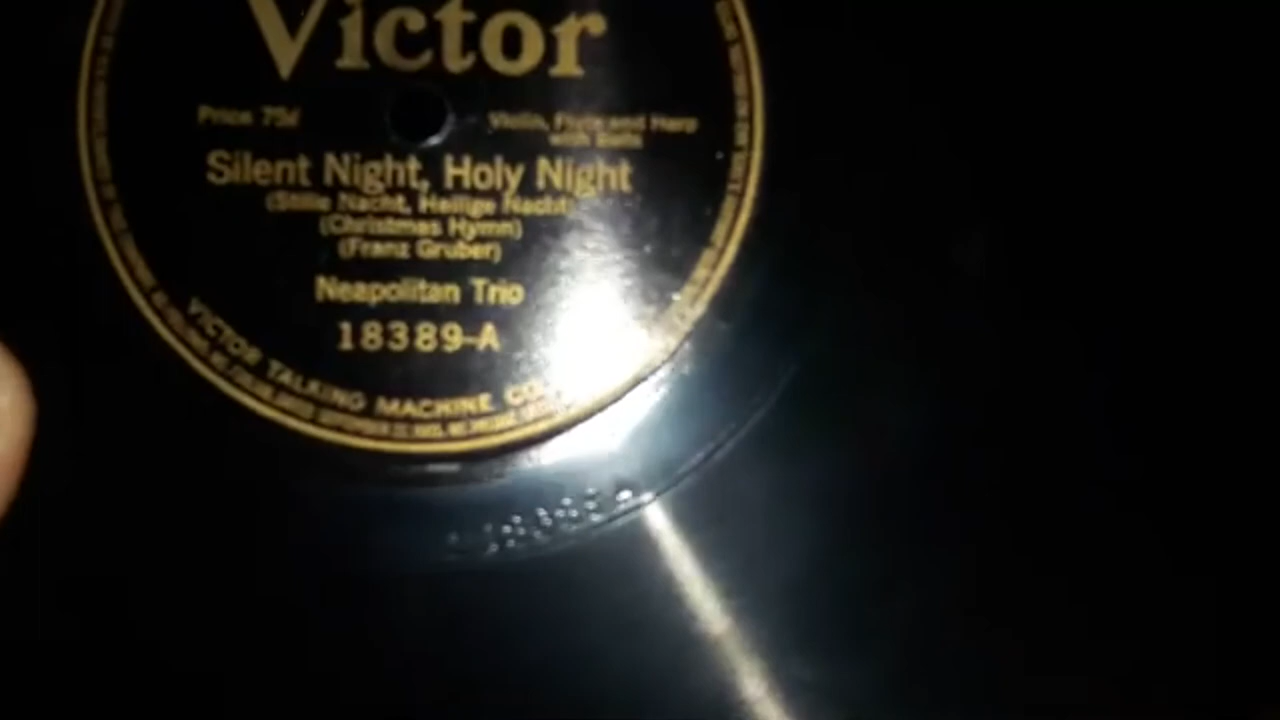 Victor
Price 75¢
Violin, Flute and Harp
with Bells
Silent Night, Holy Night
(Stille Nacht, Heilige Nacht)
(Christmas Hymn)
(Franz Gruber)
Neapolitan Trio
18389-A
VICTOR TALKING MACHINE CO.